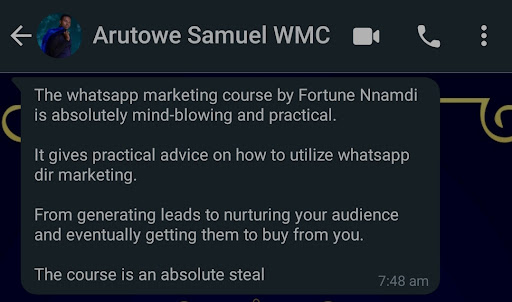 Arutowe Samuel WMC
The whatsapp marketing course by Fortune Nnamdi
is absolutely mind-blowing and practical.
It gives practical advice on how to utilize whatsapp
dir marketing.
From generating leads to nurturing your audience
and eventually getting them to buy from you.
The course is an absolute steal
7:48 am